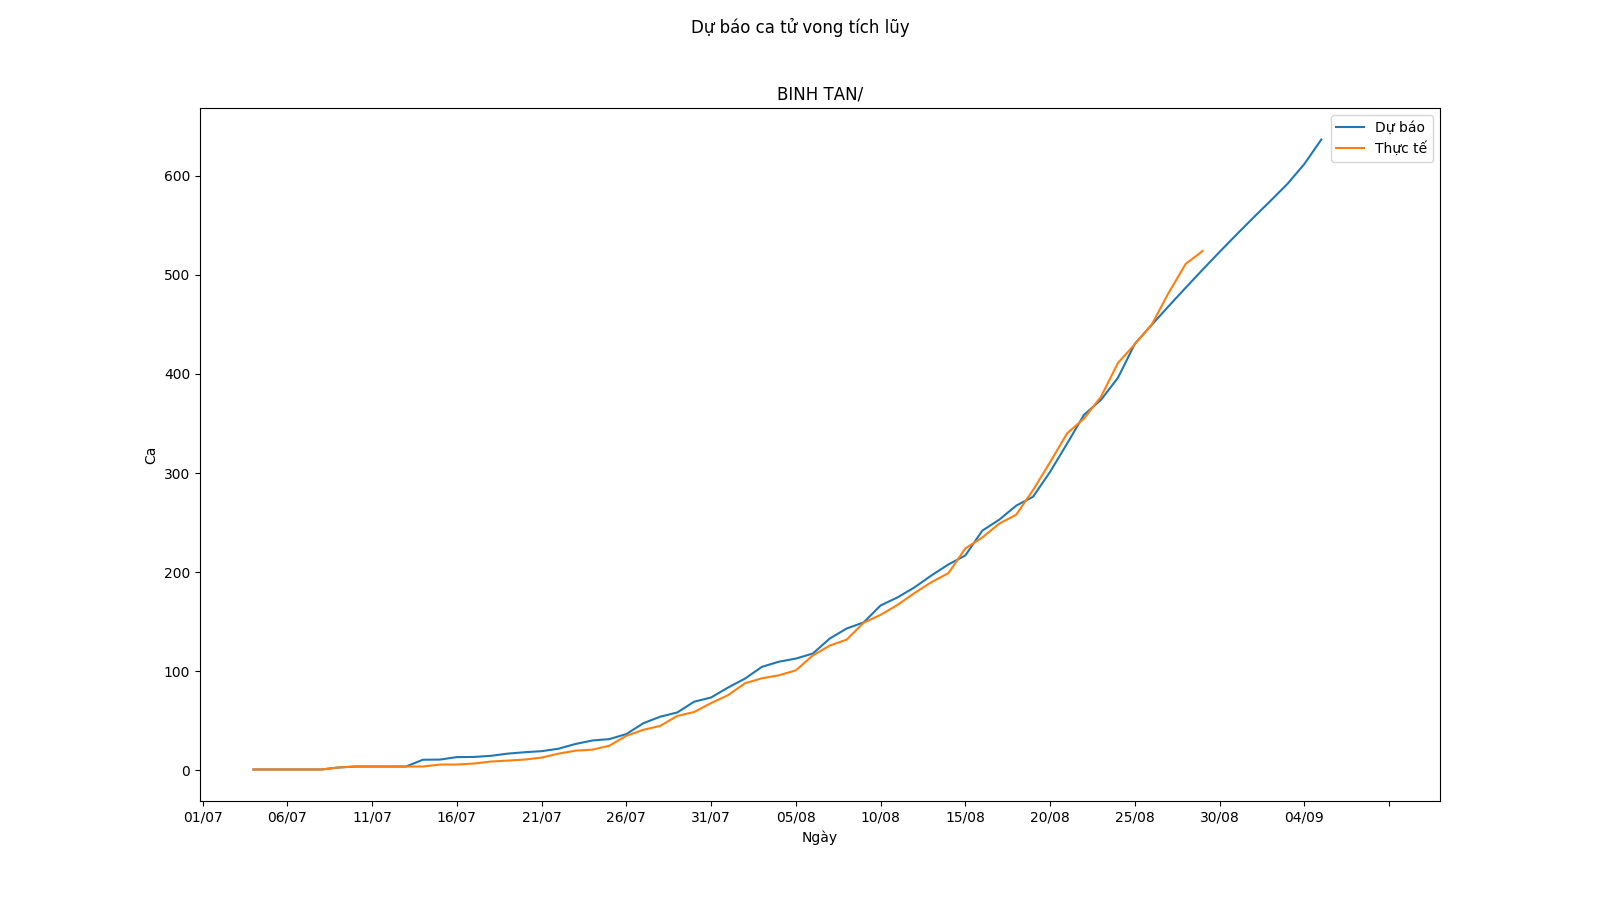 Dự báo ca tử vong tích lũy
BINH TAN/
Dự báo
Thực tế
600
500
400
300
200
100
0
Ca
01/07 06/07 11/07 16/07 21/07 26/07 31/07 05/08 10/08 15/08 20/08 25/08 30/08 04/09
Ngày